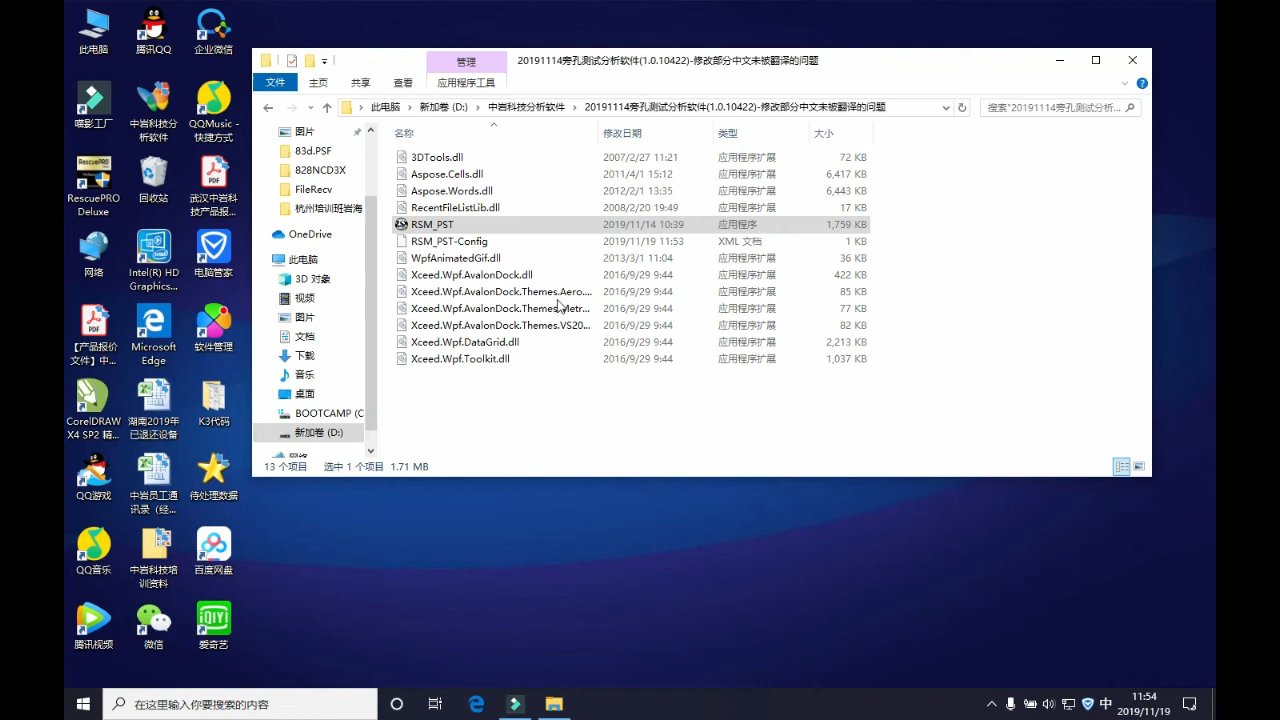 此电脑
腾讯QQ
企业微信
喵影工厂
中岩科技分
析软件
QQMusic -
快捷方式
RescuePRO
Deluxe
回收站
武汉中岩科
技产品报...
网络
Intel(R) HD
Graphics...
电脑管家
【产品报价
文件】中...
Microsoft
Edge
软件管理
CorelDRAW
X4 SP2 精...
湖南2019年
已退还设备
K3代码
QQ游戏
中岩员工通
讯录（经...
待处理数据
QQ音乐
中岩科技培
训资料
百度网盘
腾讯视频
微信
爱奇艺
管理
20191114旁孔测试分析软件(1.0.10422)-修改部分中文未被翻译的问题
文件
主页
共享
查看
应用程序工具
此电脑 › 新加卷 (D:) › 中岩科技分析软件 › 20191114旁孔测试分析软件(1.0.10422)-修改部分中文未被翻译的问题
搜索"20191114旁孔测试分析...
图片
83d.PSF
828NCD3X
FileRecv
杭州培训班岩海
OneDrive
此电脑
3D 对象
视频
图片
文档
下载
音乐
桌面
BOOTCAMP (C
新加卷 (D:)
网络
名称 修改日期 类型 大小
3DTools.dll 2007/2/27 11:21 应用程序扩展 72 KB
Aspose.Cells.dll 2011/4/1 15:12 应用程序扩展 6,417 KB
Aspose.Words.dll 2012/2/1 13:35 应用程序扩展 6,443 KB
RecentFileListLib.dll 2008/2/20 19:49 应用程序扩展 17 KB
RSM_PST 2019/11/14 10:39 应用程序 1,759 KB
RSM_PST-Config 2019/11/19 11:53 XML 文档 1 KB
WpfAnimatedGif.dll 2013/3/1 11:04 应用程序扩展 36 KB
Xceed.Wpf.AvalonDock.dll 2016/9/29 9:44 应用程序扩展 422 KB
Xceed.Wpf.AvalonDock.Themes.Aero.... 2016/9/29 9:44 应用程序扩展 85 KB
Xceed.Wpf.AvalonDock.Themes.Metr... 2016/9/29 9:44 应用程序扩展 77 KB
Xceed.Wpf.AvalonDock.Themes.VS20... 2016/9/29 9:44 应用程序扩展 82 KB
Xceed.Wpf.DataGrid.dll 2016/9/29 9:44 应用程序扩展 2,213 KB
Xceed.Wpf.Toolkit.dll 2016/9/29 9:44 应用程序扩展 1,037 KB
13 个项目 选中 1 个项目 1.71 MB
在这里输入你要搜索的内容
中
11:54
2019/11/19